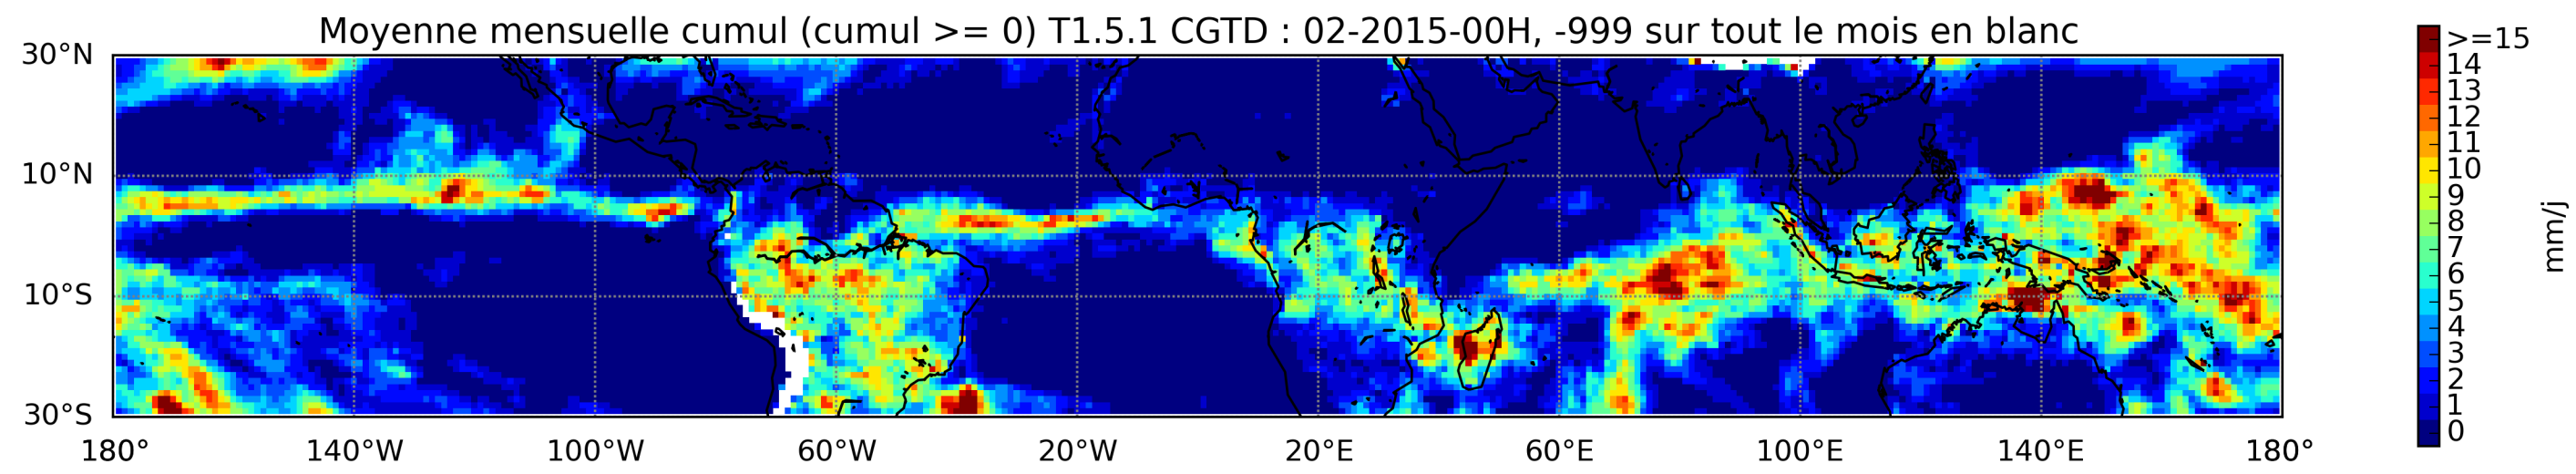 Moyenne mensuelle cumul (cumul >= 0) T1.5.1 CGTD : 02-2015-00H, -999 sur tout le mois en blanc
30°N
10°N
10°S
30°S
180°
140°W
100°W
60°W
20°W
20°E
60°E
100°E
140°E
180°
>=15
14
13
12
11
10
9
8
7
6
5
4
3
2
1
0
mm/j